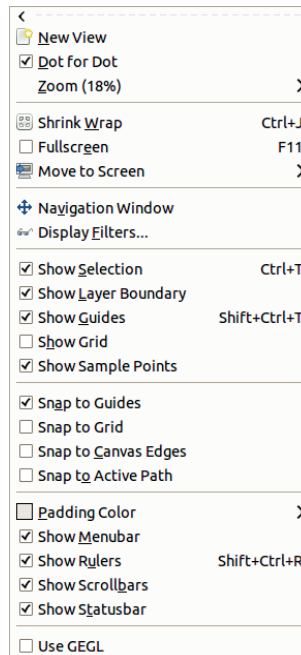 New View
Dot for Dot
Zoom (18%)
Shrink Wrap Ctrl+J
Fullscreen F11
Move to Screen
Navigation Window
Display Filters...
Show Selection Ctrl+T
Show Layer Boundary
Show Guides Shift+Ctrl+T
Show Grid
Show Sample Points
Snap to Guides
Snap to Grid
Snap to Canvas Edges
Snap to Active Path
Padding Color
Show Menubar
Show Rulers Shift+Ctrl+R
Show Scrollbars
Show Statusbar
Use GEGL